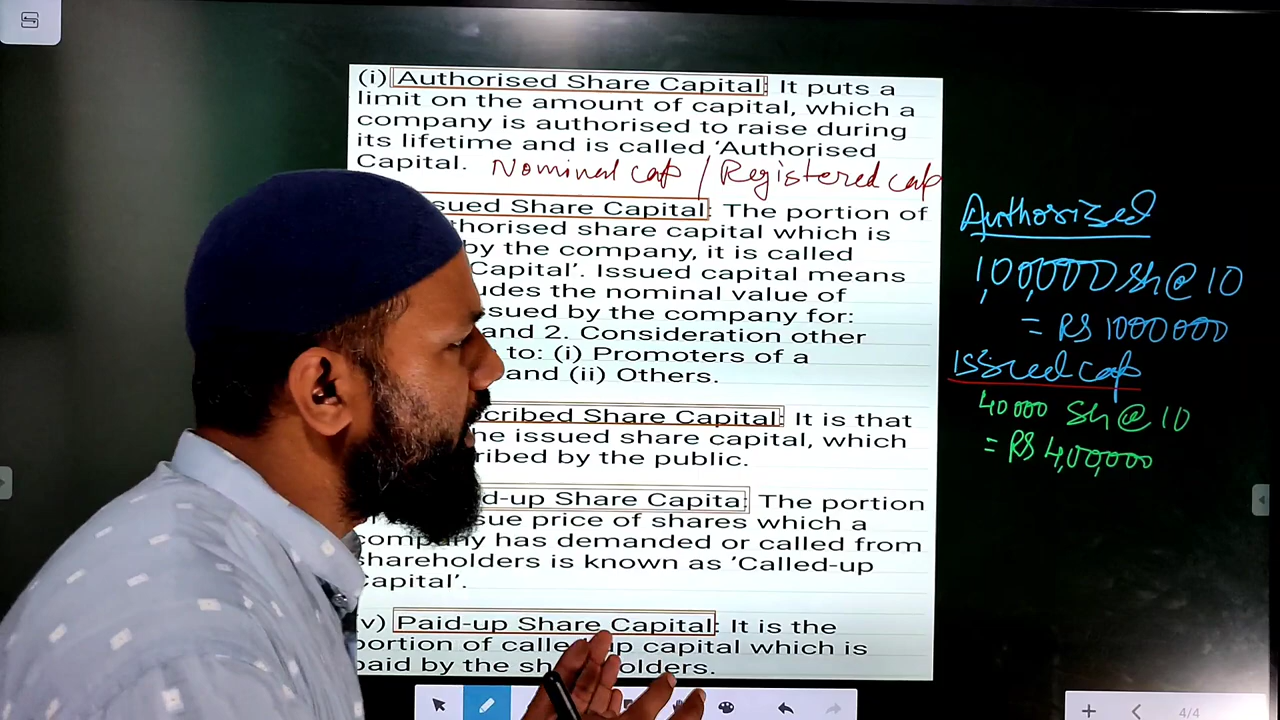 (i) Authorised Share Capital: It puts a
limit on the amount of capital, which a
company is authorised to raise during
its lifetime and is called 'Authorised
Capital. Nominal cap / Registered cap
sued Share Capital: The portion of
thorised share capital which is
by the company, it is called
Capital'. Issued capital means
udes the nominal value of
ssued by the company for:
and 2. Consideration other
to: (i) Promoters of a
and (ii) Others.
cribed Share Capital: It is that
he issued share capital, which
ribed by the public.
d-up Share Capita: The portion
sue price of shares which a
company has demanded or called from
shareholders is known as 'Called-up
Capital'.
v) Paid-up Share Capital: It is the
portion of called up capital which is
paid by the sh olders.
Authorized
1,00,000 Sh @ 10
= RS 1000000
Issued cap
40000 Sh @ 10
= RS 4,00,000
4/4